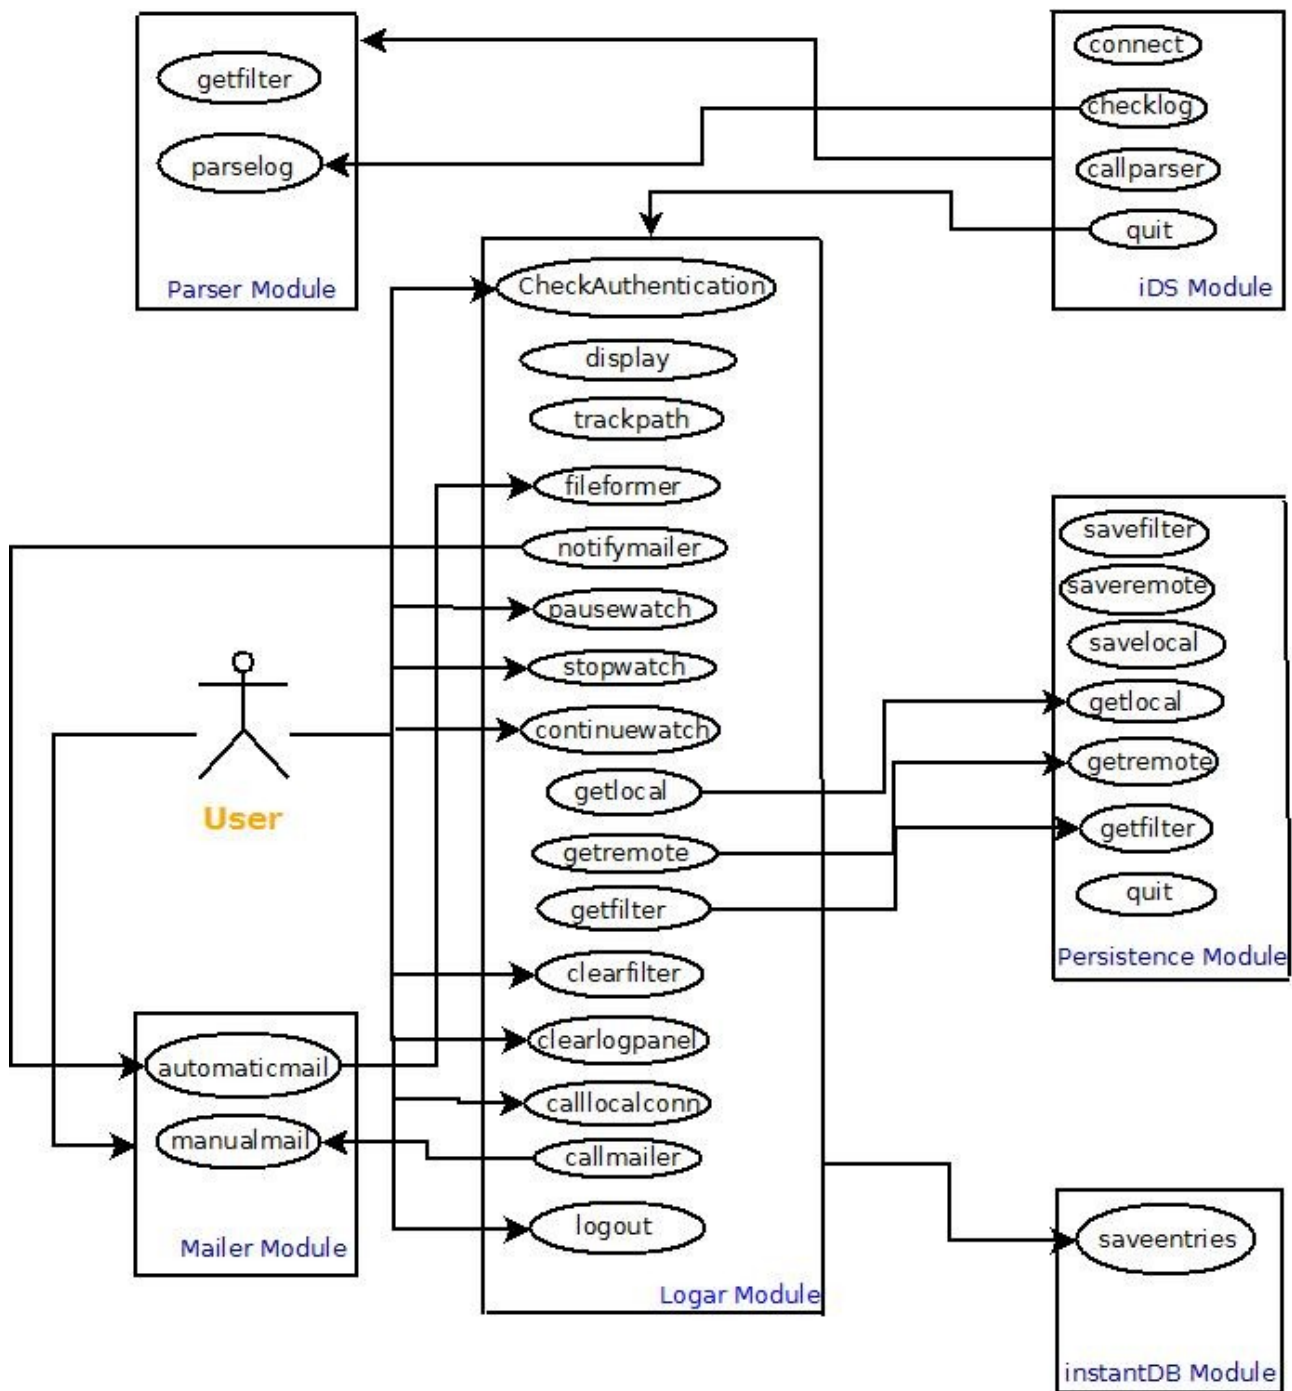 getfilter
parselog
Parser Module
connect
checklog
callparser
quit
iDS Module
CheckAuthentication
display
trackpath
fileformer
notifymailer
pausewatch
stopwatch
continuewatch
getlocal
getremote
getfilter
clearfilter
clearlogpanel
calllocalconn
callmailer
logout
Logar Module
User
automaticmail
manualmail
Mailer Module
savefilter
saveremote
savelocal
getlocal
getremote
getfilter
quit
Persistence Module
saveentries
instantDB Module